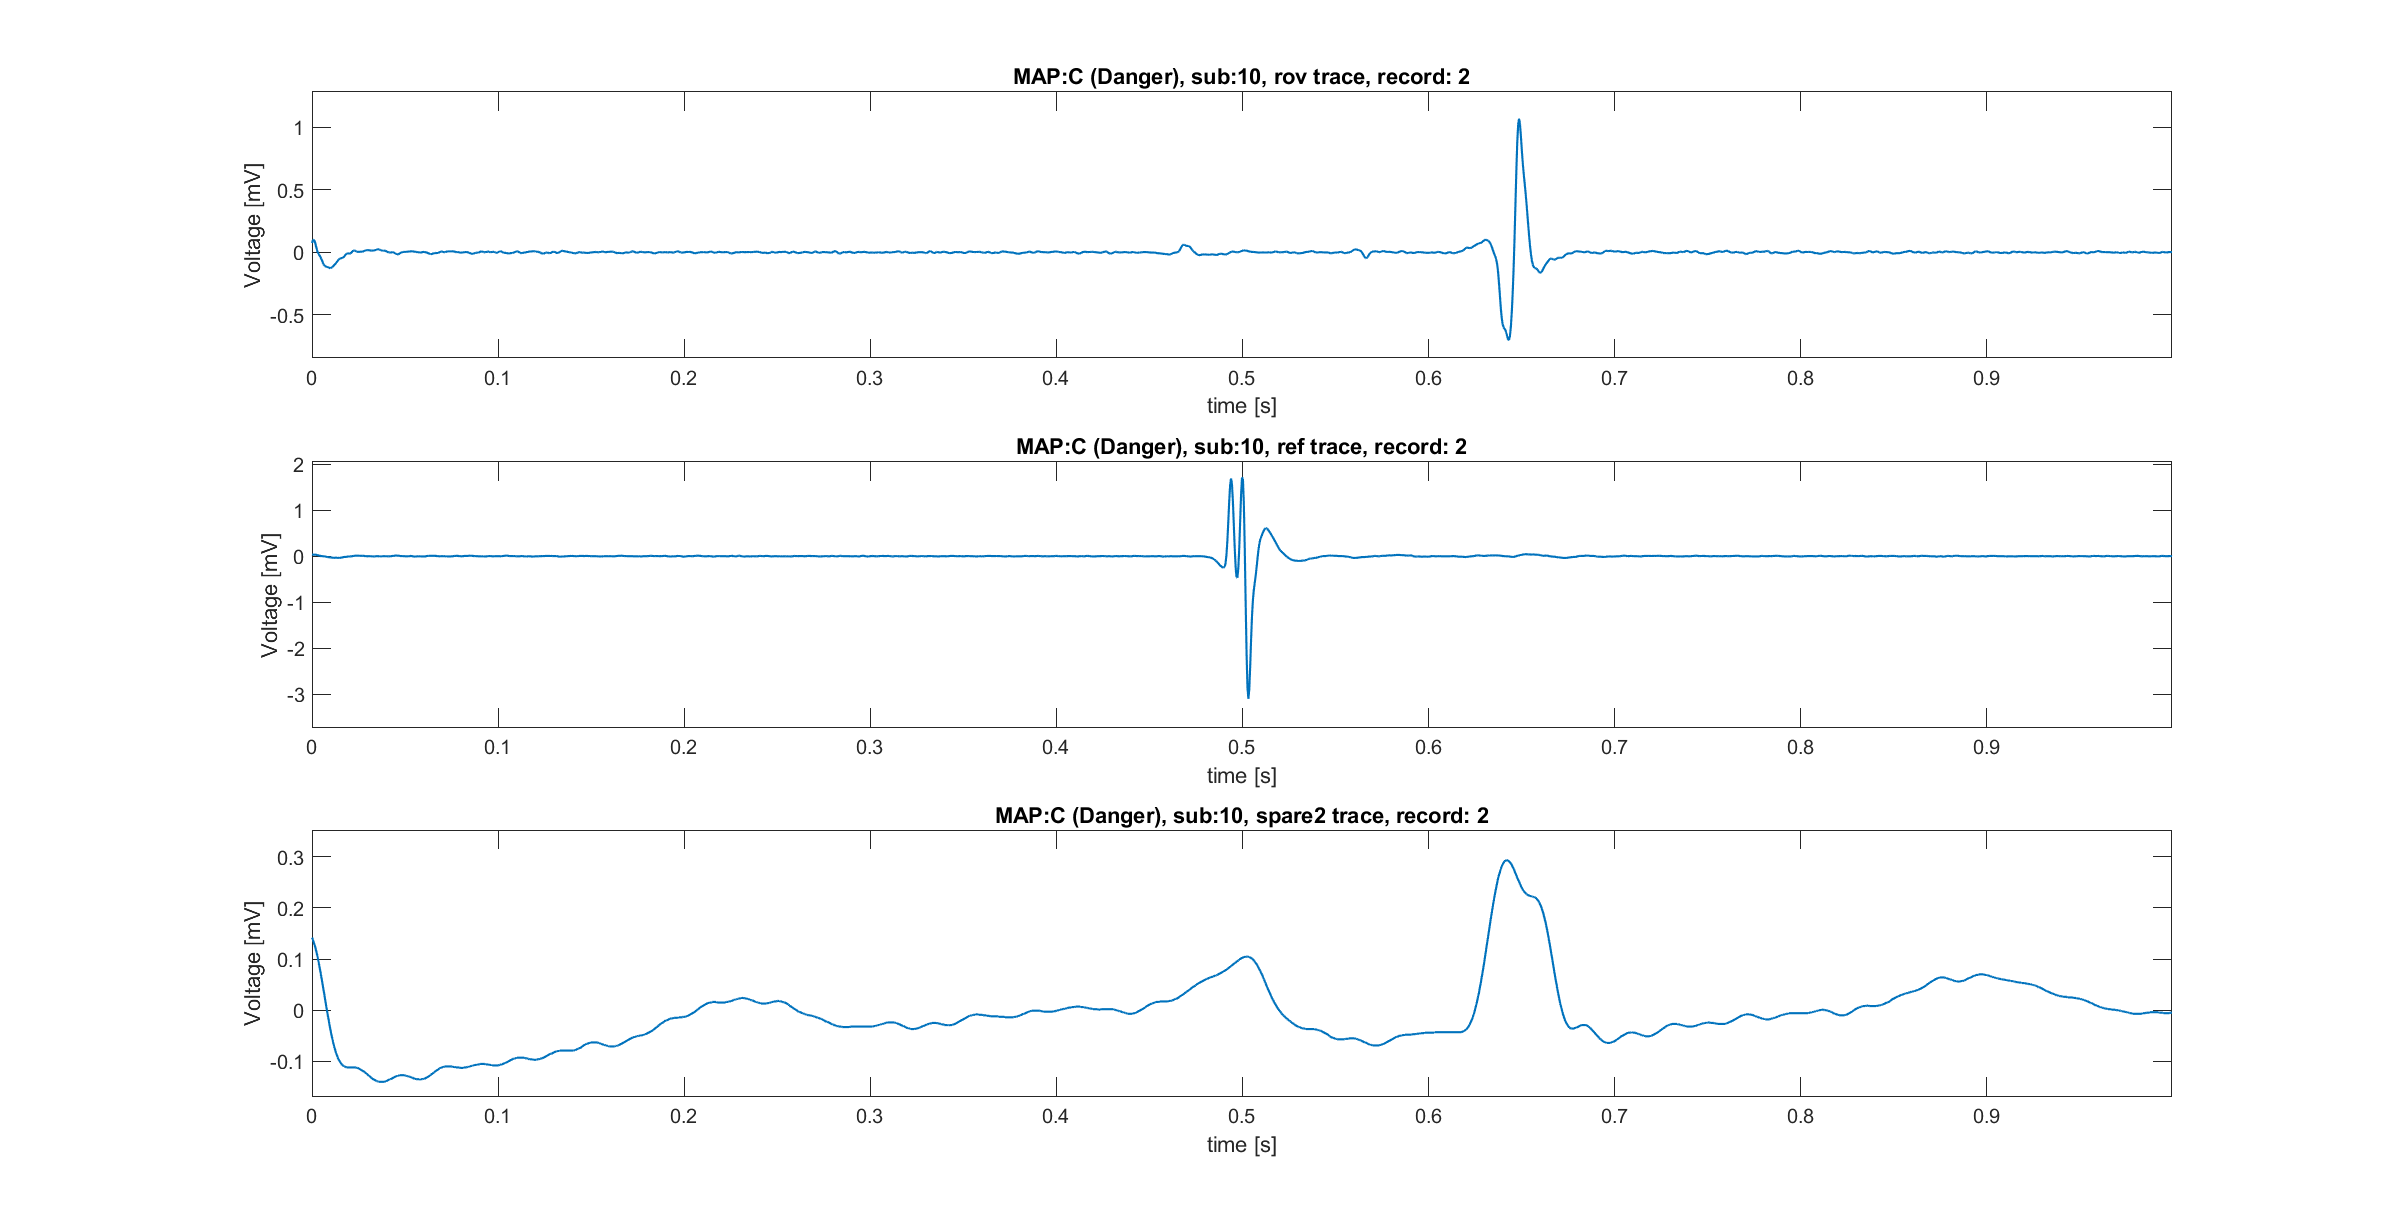 MAP:C (Danger), sub:10, rov trace, record: 2
Voltage [mV]
1
0.5
0
-0.5
0 0.1 0.2 0.3 0.4 0.5 0.6 0.7 0.8 0.9
time [s]
MAP:C (Danger), sub:10, ref trace, record: 2
Voltage [mV]
2
1
0
-1
-2
-3
0 0.1 0.2 0.3 0.4 0.5 0.6 0.7 0.8 0.9
time [s]
MAP:C (Danger), sub:10, spare2 trace, record: 2
Voltage [mV]
0.3
0.2
0.1
0
-0.1
0 0.1 0.2 0.3 0.4 0.5 0.6 0.7 0.8 0.9
time [s]